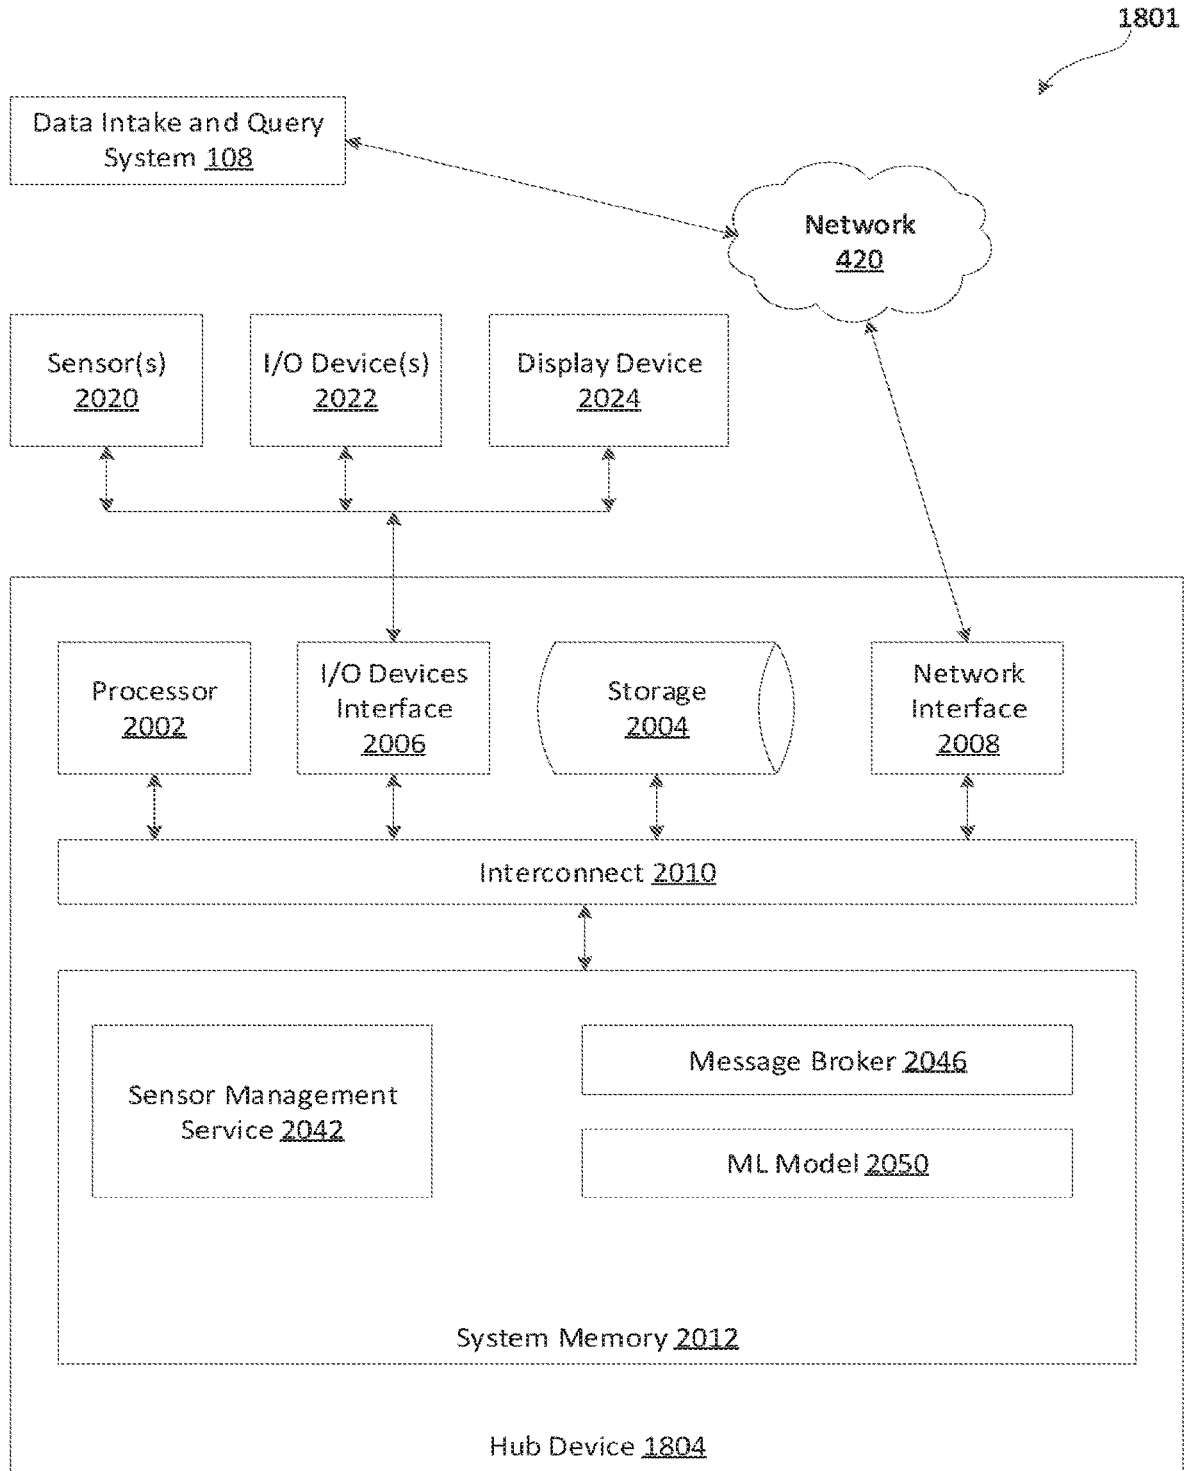 1801
Data Intake and Query
System 108
Network
420
Sensor(s)
2020
I/O Device(s)
2022
Display Device
2024
Processor
2002
I/O Devices
Interface
2006
Storage
2004
Network
Interface
2008
Interconnect 2010
Sensor Management
Service 2042
Message Broker 2046
ML Model 2050
System Memory 2012
Hub Device 1804